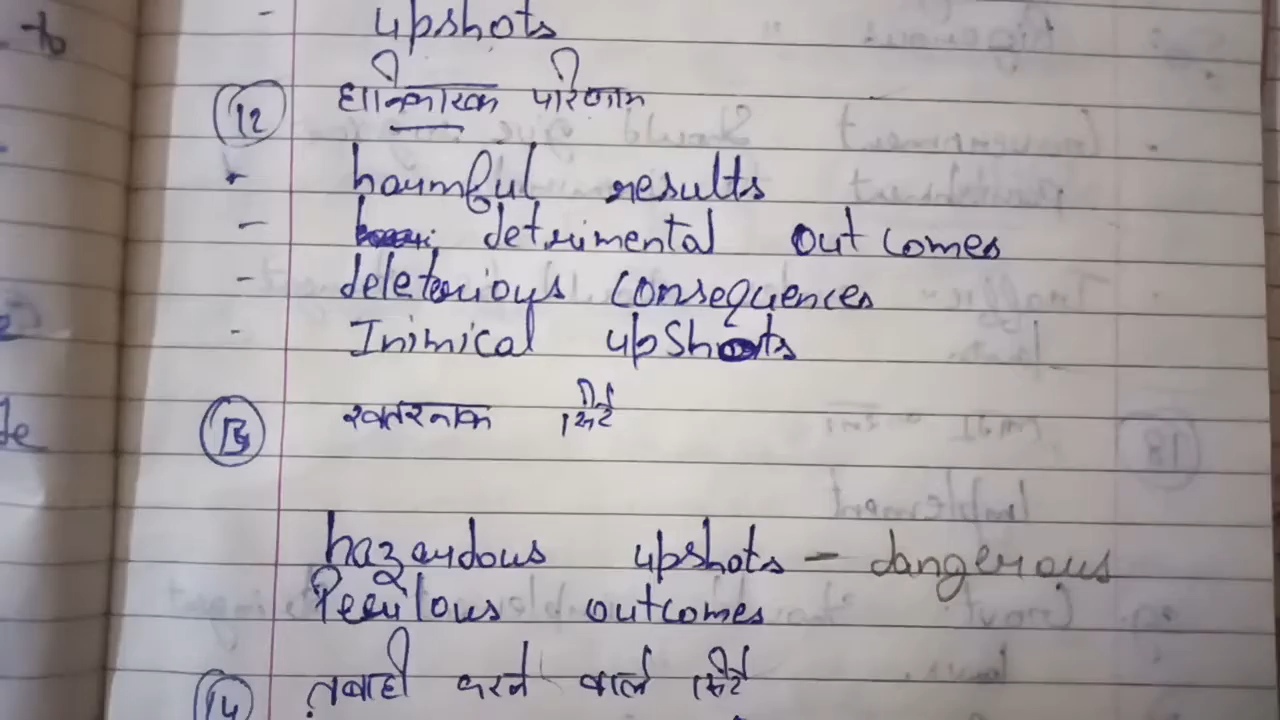 - upshots
to
12 हानिकारक परिणाम
harmful results
- detrimental outcomes
- deleterious consequences
- Inimical upshots
13 खतरनाक
hazardous upshots - dangerous
Perilous outcomes
14 तबाही करने वाले